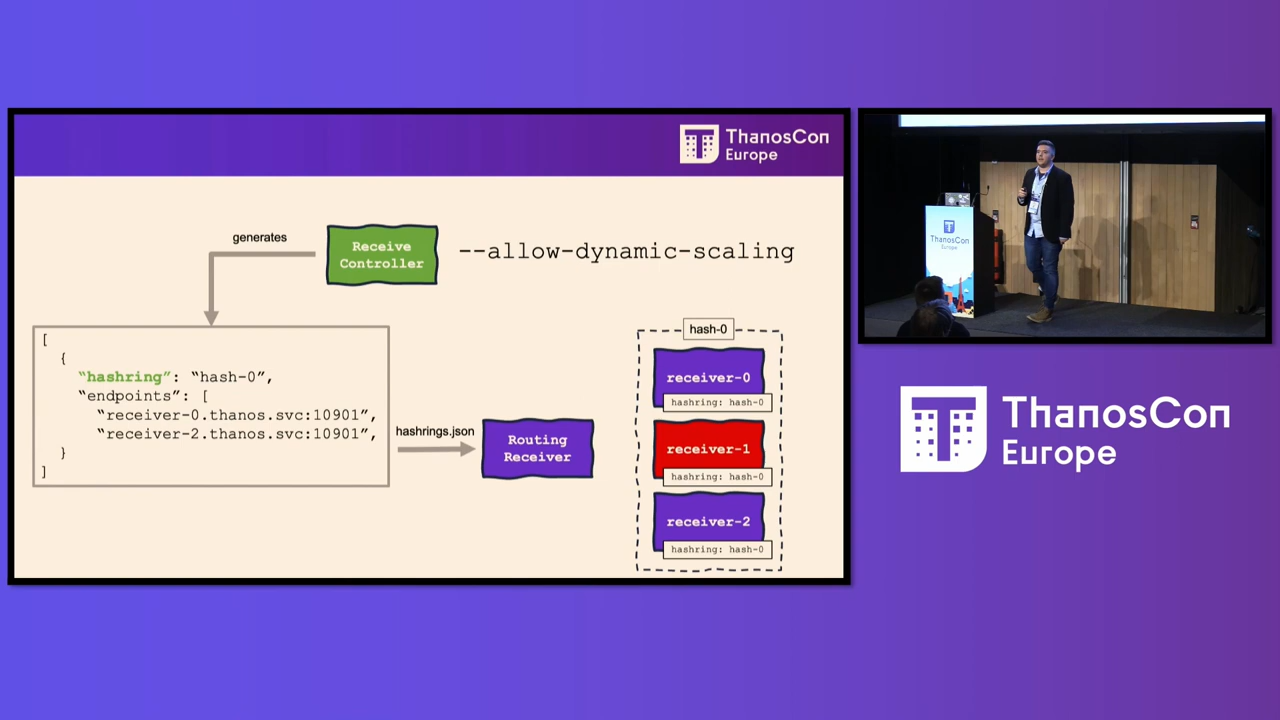 ThanosCon
Europe
generates
Receive
Controller
--allow-dynamic-scaling
[
{
“hashring”: “hash-0”,
“endpoints”: [
“receiver-0.thanos.svc:10901”,
“receiver-2.thanos.svc:10901”,
}
]
hashrings.json
Routing
Receiver
hash-0
receiver-0
hashring: hash-0
receiver-1
hashring: hash-0
receiver-2
hashring: hash-0
ThanosCon
Europe
ThanosCon
Europe